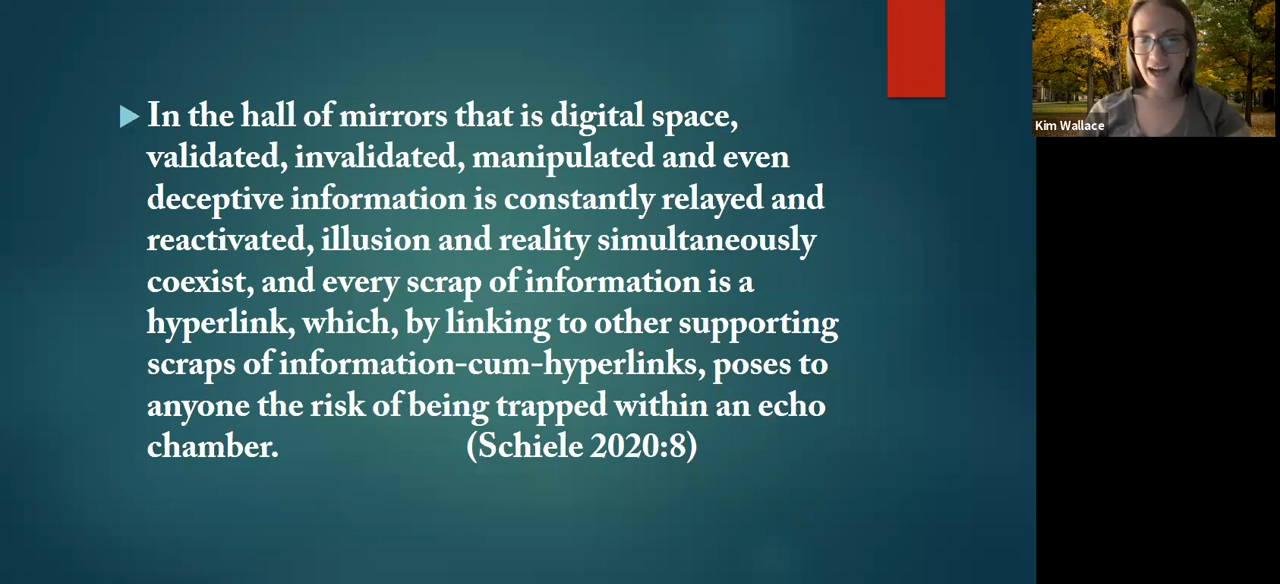 In the hall of mirrors that is digital space,
validated, invalidated, manipulated and even
deceptive information is constantly relayed and
reactivated, illusion and reality simultaneously
coexist, and every scrap of information is a
hyperlink, which, by linking to other supporting
scraps of information-cum-hyperlinks, poses to
anyone the risk of being trapped within an echo
chamber. (Schiele 2020:8)
Kim Wallace